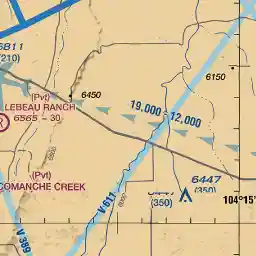 6811
(210)
6150
(Pvt)
6450
LEBEAU RANCH
6565 - 30
R
19,000
12,000
(Pvt)
COMANCHE CREEK
6447
(350)
(350)
104°15'
V 611
6000
V 389